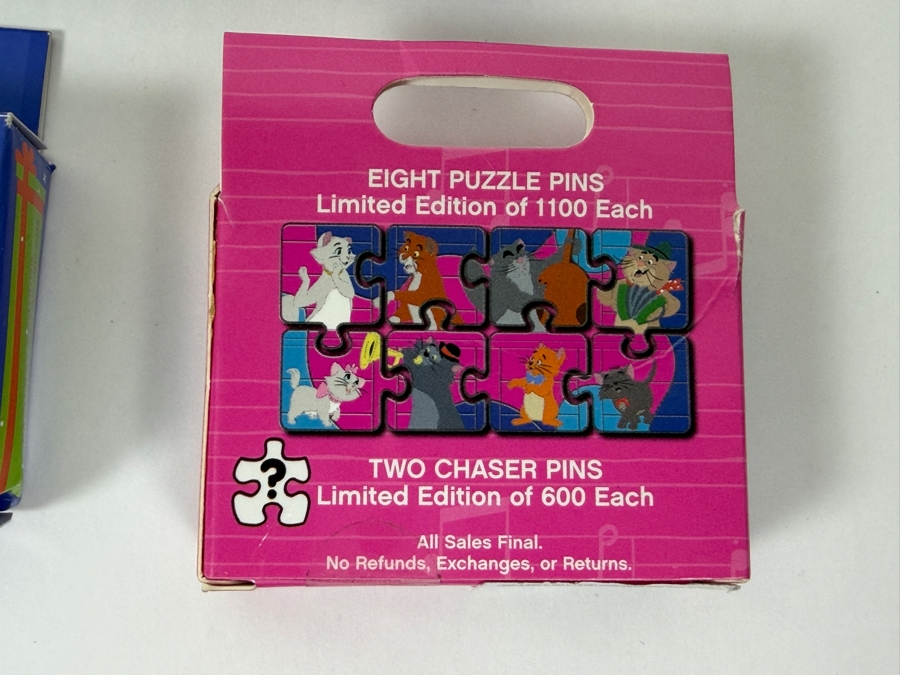 EIGHT PUZZLE PINS
Limited Edition of 1100 Each
?
TWO CHASER PINS
Limited Edition of 600 Each
All Sales Final.
No Refunds, Exchanges, or Returns.